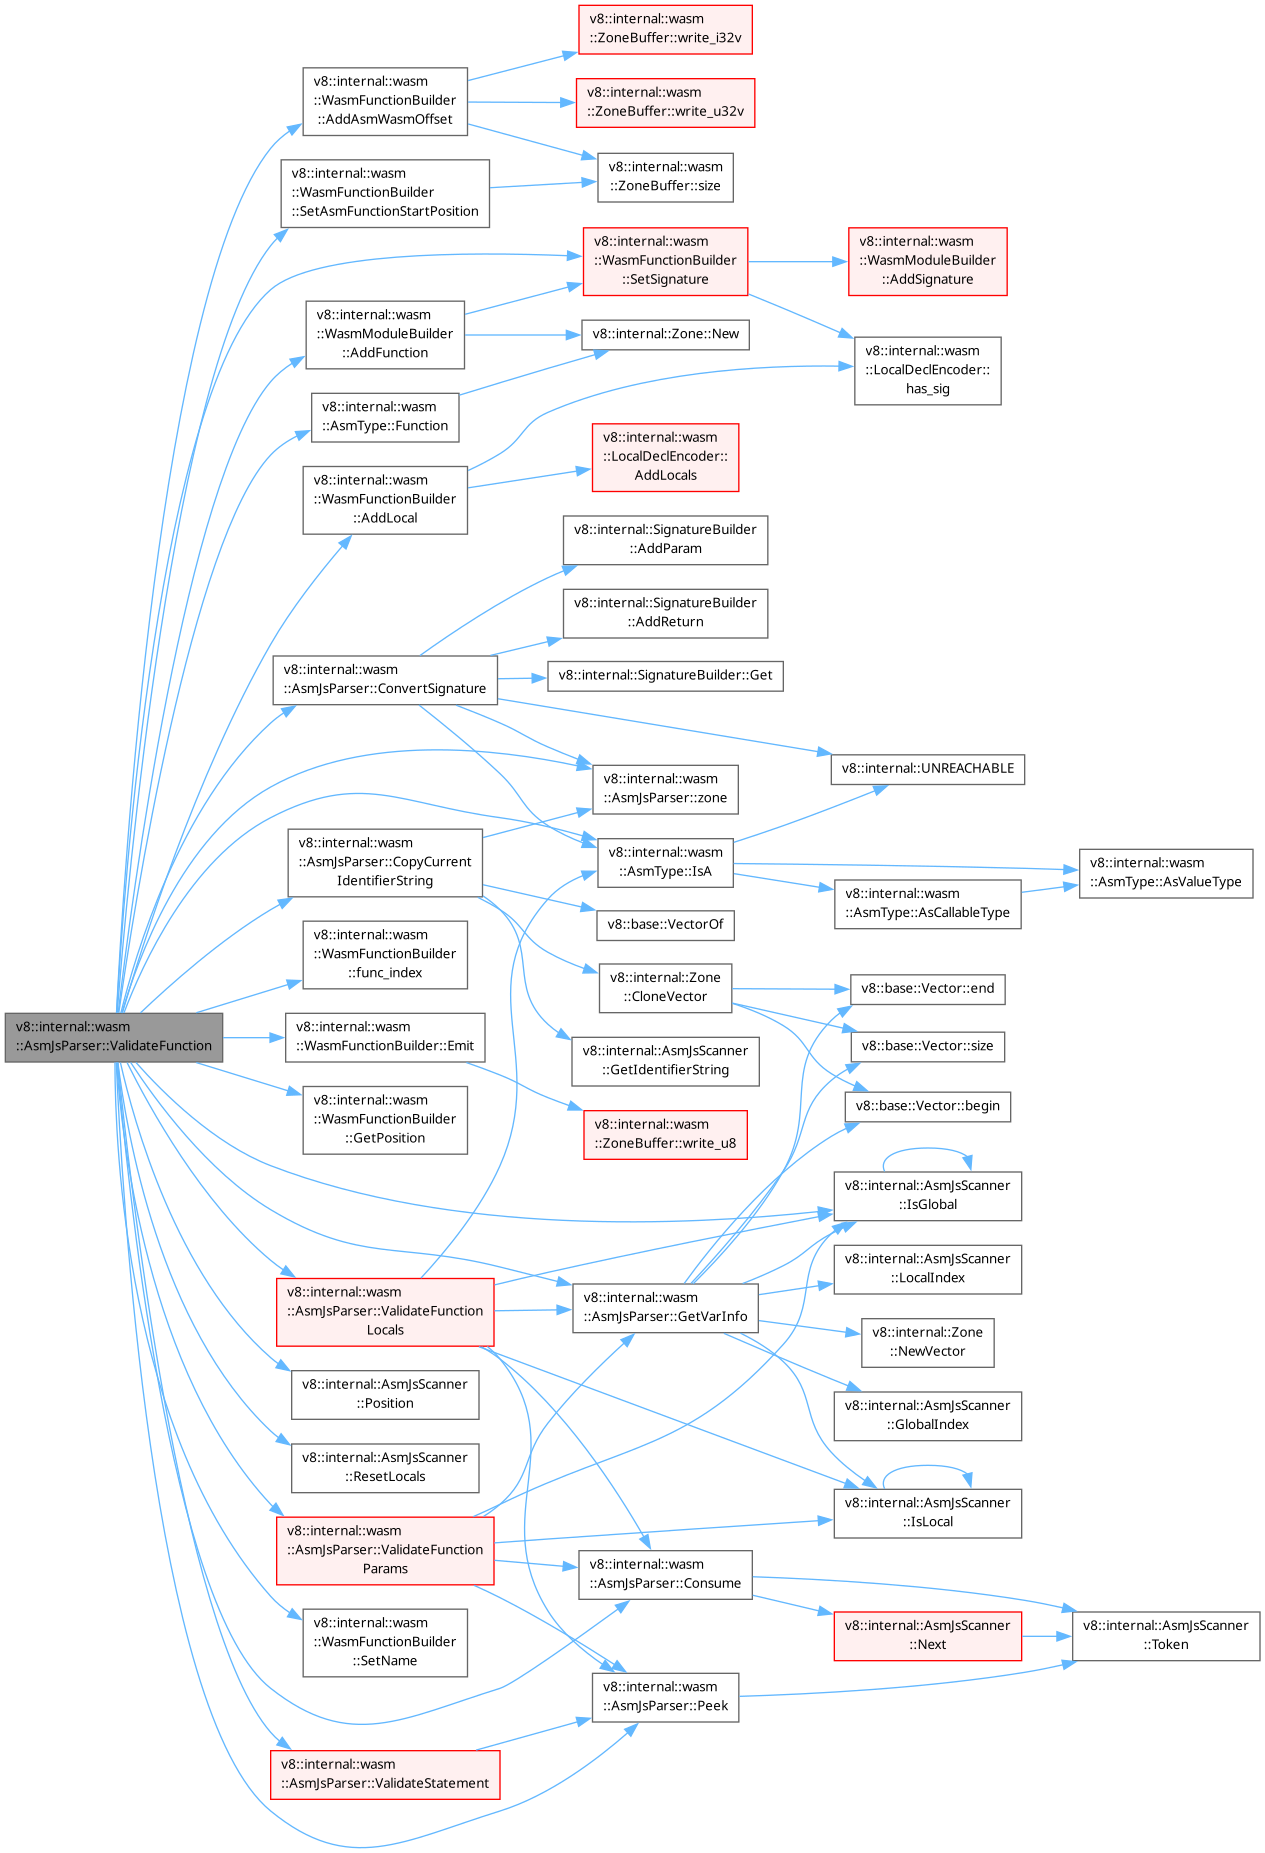 v8::internal::wasm
::ZoneBuffer::write_i32v
v8::internal::wasm
::WasmFunctionBuilder
::AddAsmWasmOffset
v8::internal::wasm
::ZoneBuffer::write_u32v
v8::internal::wasm
::ZoneBuffer::size
v8::internal::wasm
::WasmFunctionBuilder
::SetAsmFunctionStartPosition
v8::internal::wasm
::WasmFunctionBuilder
::SetSignature
v8::internal::wasm
::WasmModuleBuilder
::AddSignature
v8::internal::wasm
::WasmModuleBuilder
::AddFunction
v8::internal::Zone::New
v8::internal::wasm
::LocalDeclEncoder::
has_sig
v8::internal::wasm
::AsmType::Function
v8::internal::wasm
::LocalDeclEncoder::
AddLocals
v8::internal::wasm
::WasmFunctionBuilder
::AddLocal
v8::internal::SignatureBuilder
::AddParam
v8::internal::SignatureBuilder
::AddReturn
v8::internal::wasm
::AsmJsParser::ConvertSignature
v8::internal::SignatureBuilder::Get
v8::internal::UNREACHABLE
v8::internal::wasm
::AsmJsParser::zone
v8::internal::wasm
::AsmJsParser::CopyCurrent
IdentifierString
v8::internal::wasm
::AsmType::IsA
v8::internal::wasm
::AsmType::AsValueType
v8::internal::wasm
::AsmType::AsCallableType
v8::base::VectorOf
v8::internal::wasm
::WasmFunctionBuilder
::func_index
v8::internal::Zone
::CloneVector
v8::base::Vector::end
v8::internal::wasm
::AsmJsParser::ValidateFunction
v8::internal::wasm
::WasmFunctionBuilder::Emit
v8::internal::AsmJsScanner
::GetIdentifierString
v8::base::Vector::size
v8::base::Vector::begin
v8::internal::wasm
::WasmFunctionBuilder
::GetPosition
v8::internal::wasm
::ZoneBuffer::write_u8
v8::internal::AsmJsScanner
::IsGlobal
v8::internal::AsmJsScanner
::LocalIndex
v8::internal::wasm
::AsmJsParser::ValidateFunction
Locals
v8::internal::wasm
::AsmJsParser::GetVarInfo
v8::internal::Zone
::NewVector
v8::internal::AsmJsScanner
::Position
v8::internal::AsmJsScanner
::GlobalIndex
v8::internal::AsmJsScanner
::ResetLocals
v8::internal::AsmJsScanner
::IsLocal
v8::internal::wasm
::AsmJsParser::ValidateFunction
Params
v8::internal::wasm
::AsmJsParser::Consume
v8::internal::AsmJsScanner
::Next
v8::internal::AsmJsScanner
::Token
v8::internal::wasm
::WasmFunctionBuilder
::SetName
v8::internal::wasm
::AsmJsParser::Peek
v8::internal::wasm
::AsmJsParser::ValidateStatement